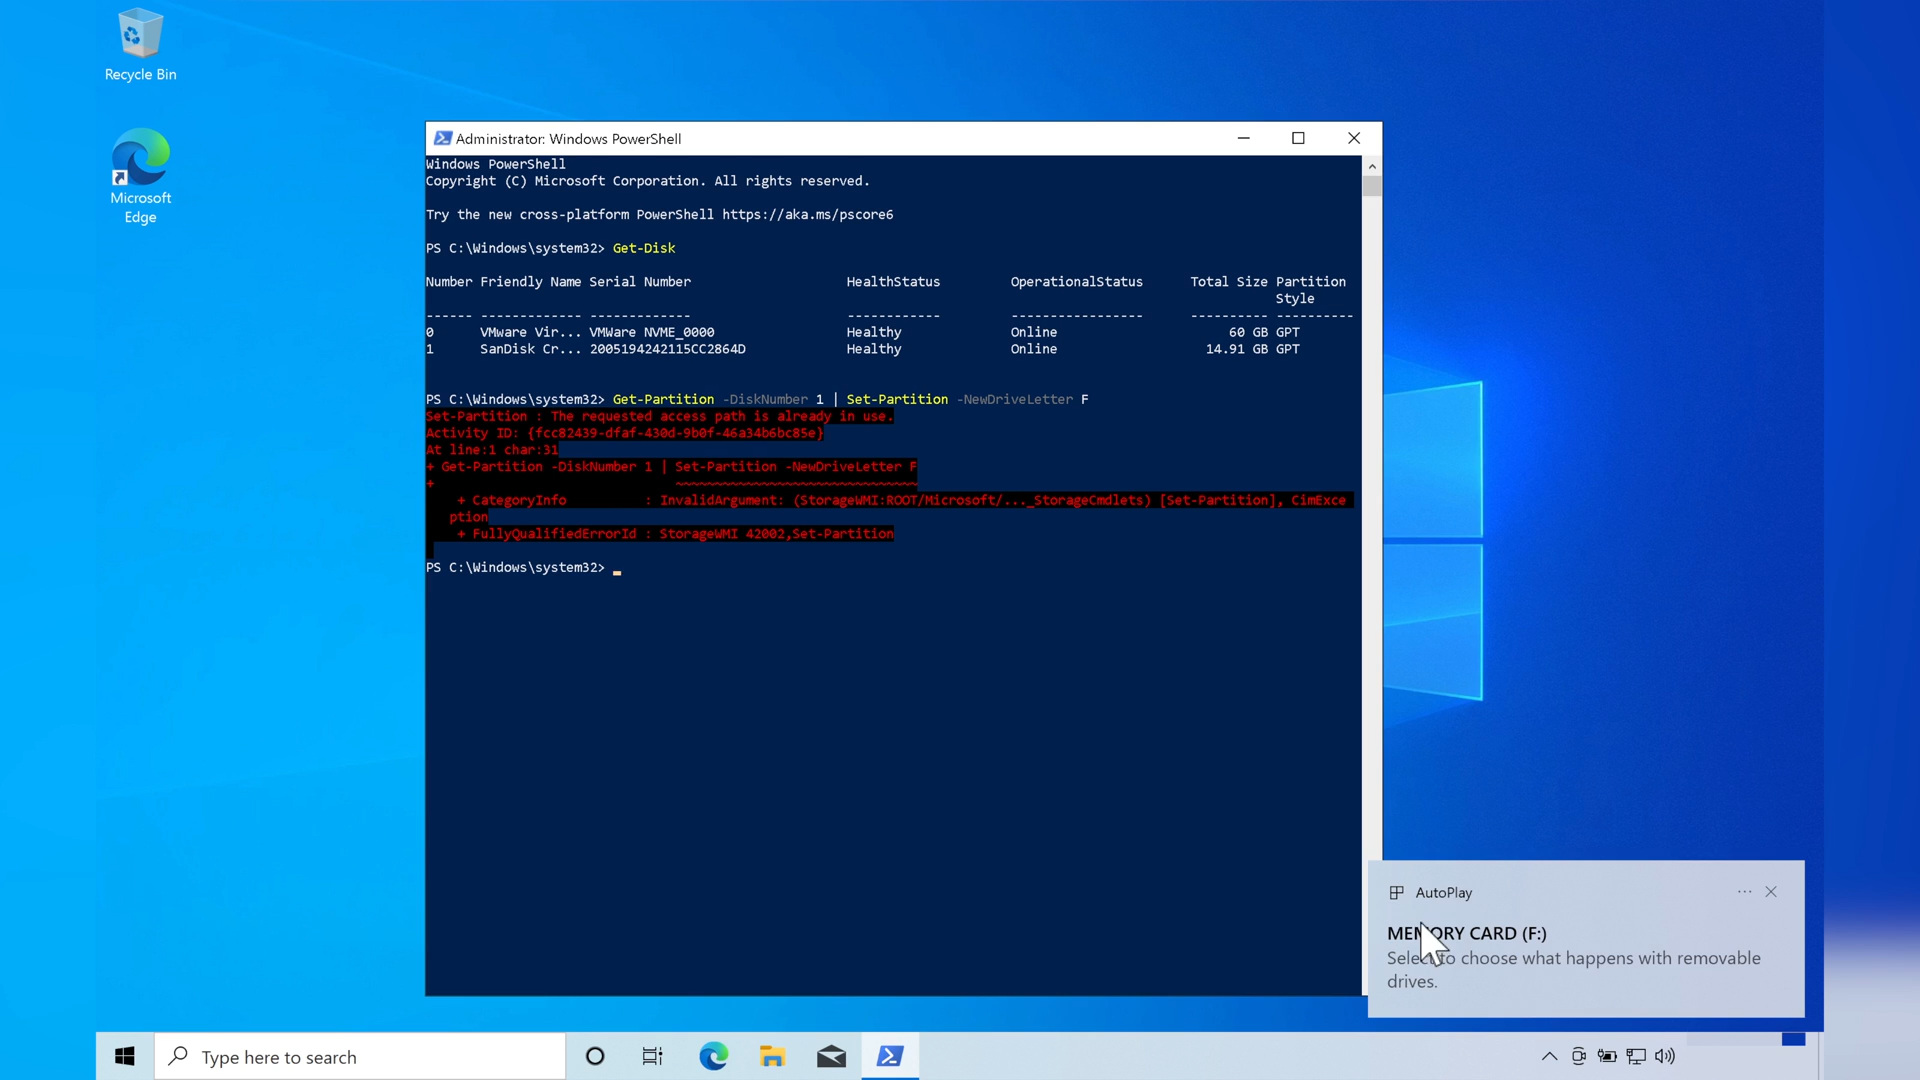 Recycle Bin
Microsoft
Edge
Administrator: Windows PowerShell
Windows PowerShell
Copyright (C) Microsoft Corporation. All rights reserved.
Try the new cross-platform PowerShell https://aka.ms/pscore6
PS C:\Windows\system32> Get-Disk
Number Friendly Name Serial Number HealthStatus OperationalStatus Total Size Partition
Style
------ ------------- ------------- ------------ ----------------- ---------- ----------
0 VMware Vir... VMWare NVME_0000 Healthy Online 60 GB GPT
1 SanDisk Cr... 2005194242115CC2864D Healthy Online 14.91 GB GPT
PS C:\Windows\system32> Get-Partition -DiskNumber 1 | Set-Partition -NewDriveLetter F
Set-Partition : The requested access path is already in use.
Activity ID: {fcc82439-dfaf-430d-9b0f-46a34b6bc85e}
At line:1 char:31
+ Get-Partition -DiskNumber 1 | Set-Partition -NewDriveLetter F
+ ~~~~~~~~~~~~~~~~~~~~~~~~~~~~~~~
+ CategoryInfo : InvalidArgument: (StorageWMI:ROOT/Microsoft/..._StorageCmdlets) [Set-Partition], CimExce
ption
+ FullyQualifiedErrorId : StorageWMI 42002,Set-Partition
PS C:\Windows\system32> _
AutoPlay
MEMORY CARD (F:)
Select to choose what happens with removable
drives.
Type here to search